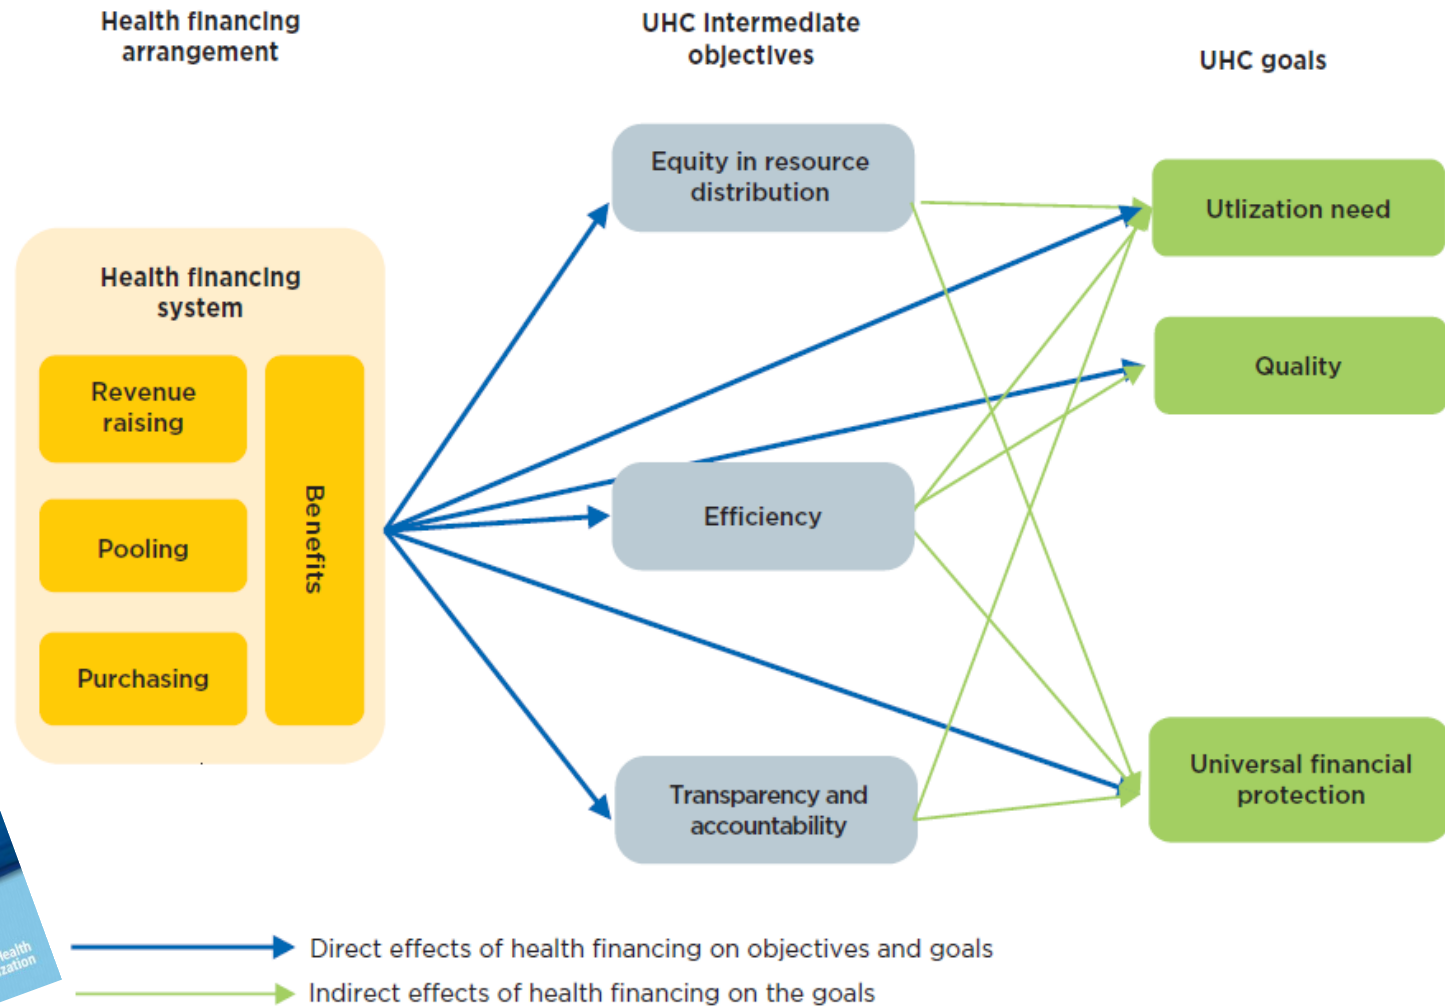 Health financing
arrangement
UHC intermediate
objectives
UHC goals
Health financing
system
Revenue
raising
Pooling
Purchasing
Benefits
Equity in resource
distribution
Efficiency
Transparency and
accountability
Utlization need
Quality
Universal financial
protection
Health
Direct effects of health financing on objectives and goals
Indirect effects of health financing on the goals